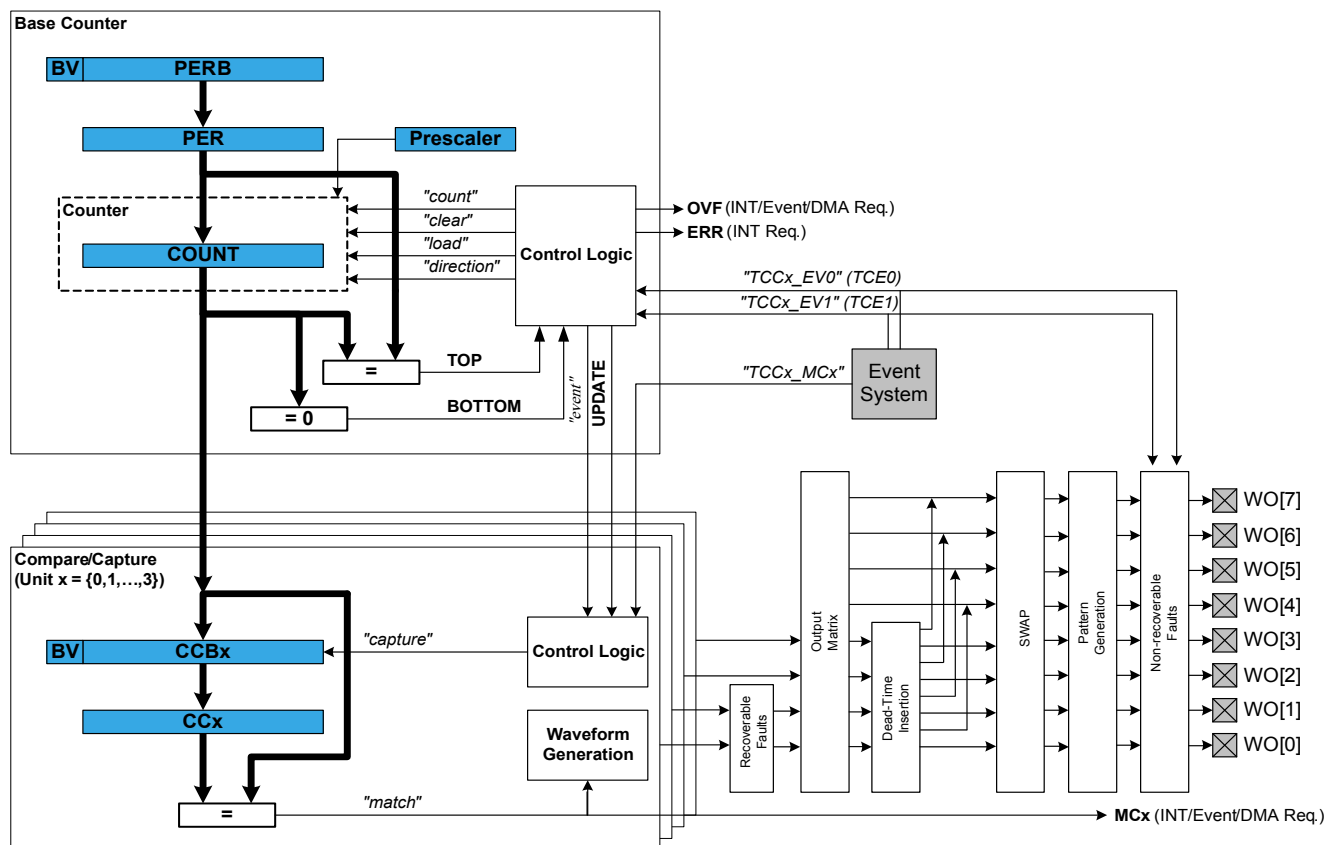 Base Counter
BV PERB
PER
Prescaler
Counter
COUNT
"count"
"clear"
"load"
"direction"
Control Logic
OVF (INT/Event/DMA Req.)
ERR (INT Req.)
"TCCx_EV0" (TCE0)
"TCCx_EV1" (TCE1)
"TCCx_MCx"
Event
System
=
TOP
= 0
BOTTOM
"event"
UPDATE
Compare/Capture
(Unit x = {0,1,...,3})
BV CCBx
"capture"
Control Logic
CCx
Waveform
Generation
=
"match"
Recoverable
Faults
Output
Matrix
Dead-Time
Insertion
SWAP
Pattern
Generation
Non-recoverable
Faults
WO[7]
WO[6]
WO[5]
WO[4]
WO[3]
WO[2]
WO[1]
WO[0]
MCx (INT/Event/DMA Req.)